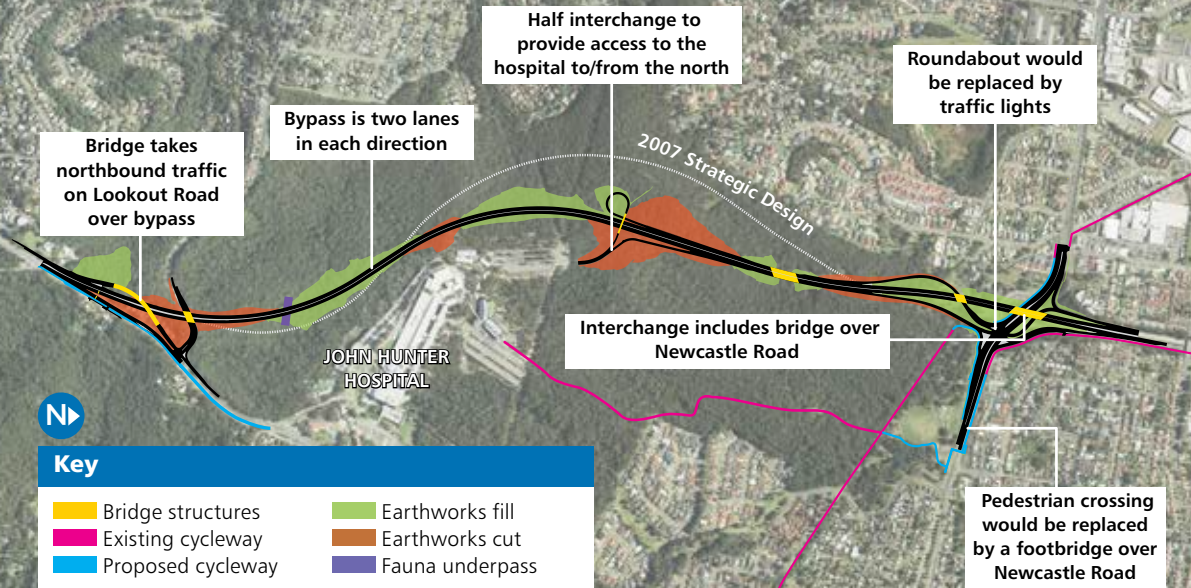 Half interchange to
provide access to the
hospital to/from the north
Roundabout would
be replaced by
traffic lights
Bypass is two lanes
in each direction
Bridge takes
northbound traffic
on Lookout Road
over bypass
2007 Strategic Design
Interchange includes bridge over
Newcastle Road
JOHN HUNTER
HOSPITAL
N
Key
Bridge structures
Existing cycleway
Proposed cycleway
Earthworks fill
Earthworks cut
Fauna underpass
Pedestrian crossing
would be replaced
by a footbridge over
Newcastle Road